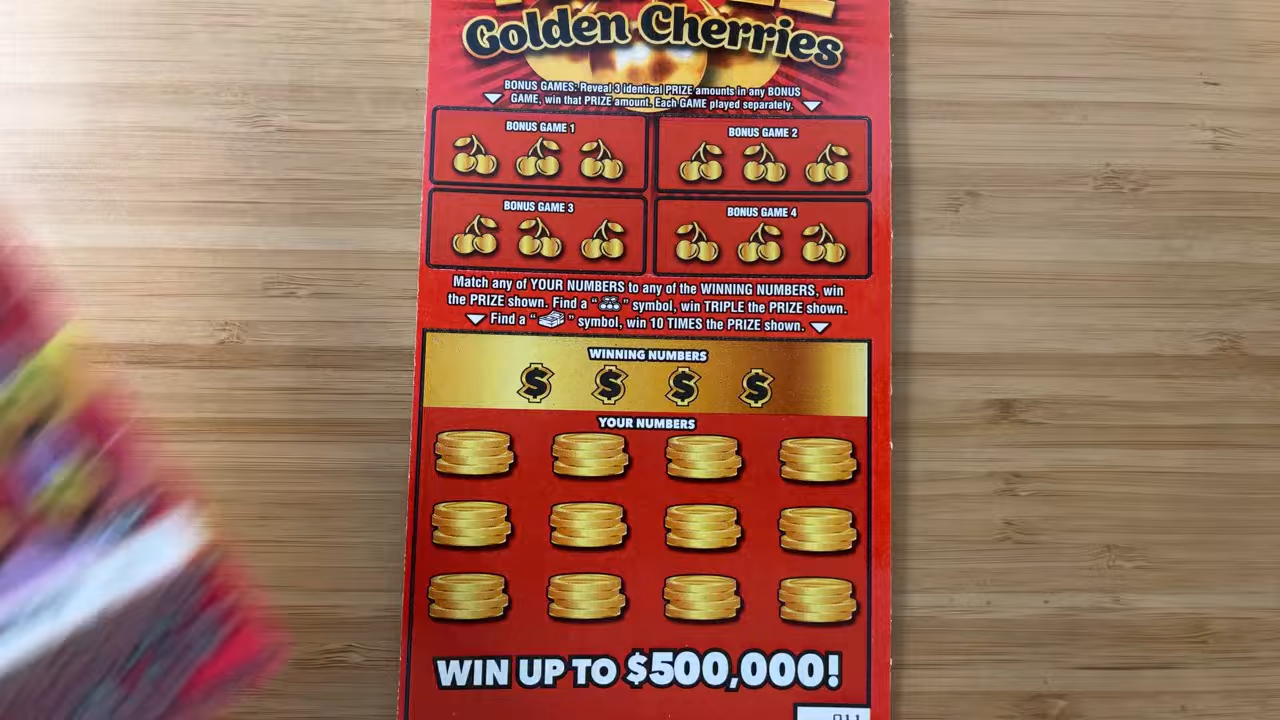 Golden Cherries
BONUS GAMES: Reveal 3 identical PRIZE amounts in any BONUS
GAME, win that PRIZE amount. Each GAME played separately.
BONUS GAME 1
BONUS GAME 2
BONUS GAME 3
BONUS GAME 4
Match any of YOUR NUMBERS to any of the WINNING NUMBERS, win
the PRIZE shown. Find a " " symbol, win TRIPLE the PRIZE shown.
Find a " " symbol, win 10 TIMES the PRIZE shown.
WINNING NUMBERS
$ $ $ $
YOUR NUMBERS
WIN UP TO $500,000!
011